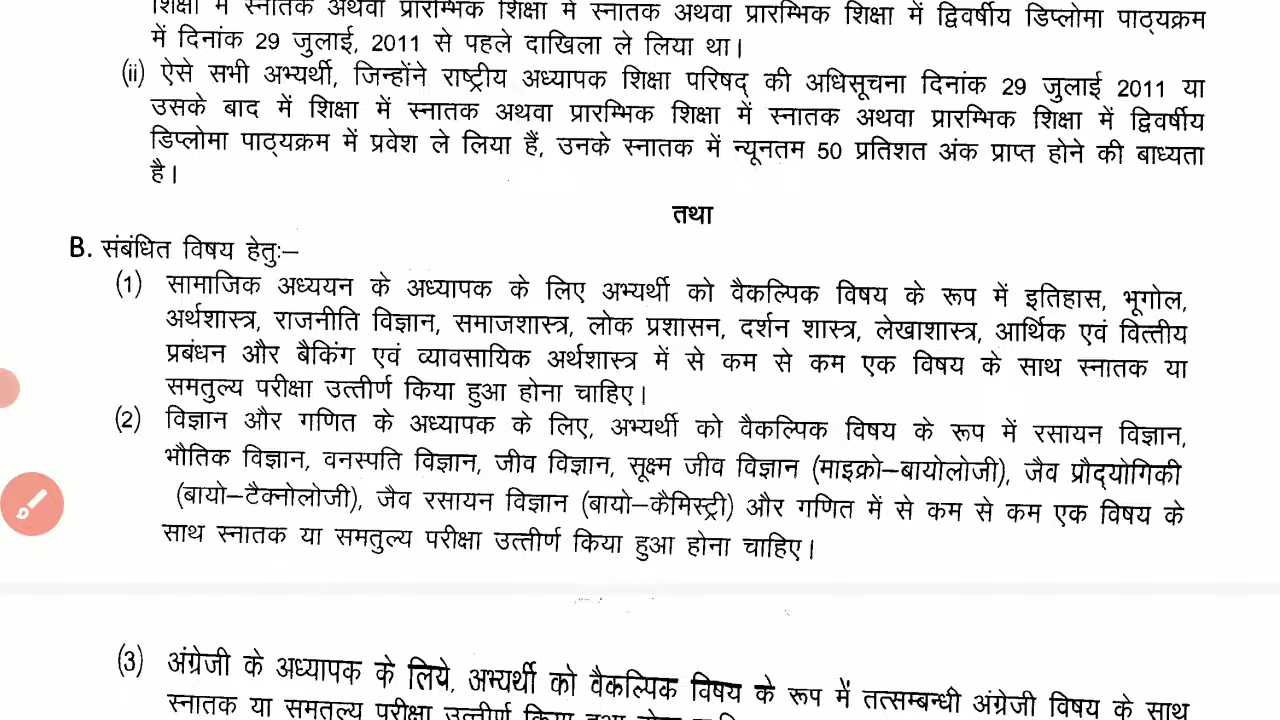 शिक्षा में स्नातक अथवा प्रारम्भिक शिक्षा में स्नातक अथवा प्रारम्भिक शिक्षा में द्विवर्षीय डिप्लोमा पाठ्यक्रम
में दिनांक 29 जुलाई, 2011 से पहले दाखिला ले लिया था।
(ii) ऐसे सभी अभ्यर्थी, जिन्होंने राष्ट्रीय अध्यापक शिक्षा परिषद् की अधिसूचना दिनांक 29 जुलाई 2011 या
उसके बाद में शिक्षा में स्नातक अथवा प्रारम्भिक शिक्षा में स्नातक अथवा प्रारम्भिक शिक्षा में द्विवर्षीय
डिप्लोमा पाठ्यक्रम में प्रवेश ले लिया हैं, उनके स्नातक में न्यूनतम 50 प्रतिशत अंक प्राप्त होने की बाध्यता
है।
तथा
B. संबंधित विषय हेतुः–
(1) सामाजिक अध्ययन के अध्यापक के लिए अभ्यर्थी को वैकल्पिक विषय के रूप में इतिहास, भूगोल,
अर्थशास्त्र, राजनीति विज्ञान, समाजशास्त्र, लोक प्रशासन, दर्शन शास्त्र, लेखाशास्त्र, आर्थिक एवं वित्तीय
प्रबंधन और बैकिंग एवं व्यावसायिक अर्थशास्त्र में से कम से कम एक विषय के साथ स्नातक या
समतुल्य परीक्षा उत्तीर्ण किया हुआ होना चाहिए।
(2) विज्ञान और गणित के अध्यापक के लिए, अभ्यर्थी को वैकल्पिक विषय के रूप में रसायन विज्ञान,
भौतिक विज्ञान, वनस्पति विज्ञान, जीव विज्ञान, सूक्ष्म जीव विज्ञान (माइक्रो–बायोलोजी), जैव प्रौद्योगिकी
(बायो–टैक्नोलोजी), जैव रसायन विज्ञान (बायो–कैमिस्ट्री) और गणित में से कम से कम एक विषय के
साथ स्नातक या समतुल्य परीक्षा उत्तीर्ण किया हुआ होना चाहिए।
(3) अंग्रेजी के अध्यापक के लिये, अभ्यर्थी को वैकल्पिक विषय के रूप में तत्सम्बन्धी अंग्रेजी विषय के साथ
स्नातक या समतुल्य परीक्षा उत्तीर्ण किया हुआ